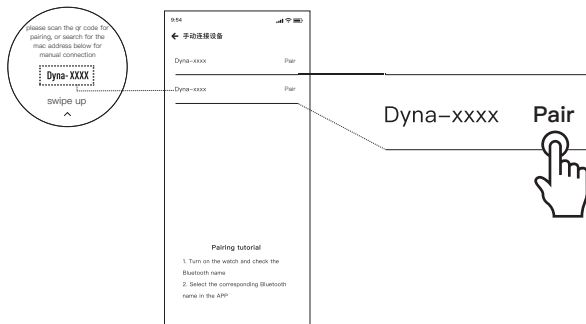 please scan the qr code for
pairing, or search for the
mac address below for
manual connection
Dyna-XXXX
swipe up
9:54
手动连接设备
Dyna-xxxx Pair
Dyna-xxxx Pair
Dyna-xxxx Pair
Pairing tutorial
1. Turn on the watch and check the
Bluetooth name
2. Select the corresponding Bluetooth
name in the APP